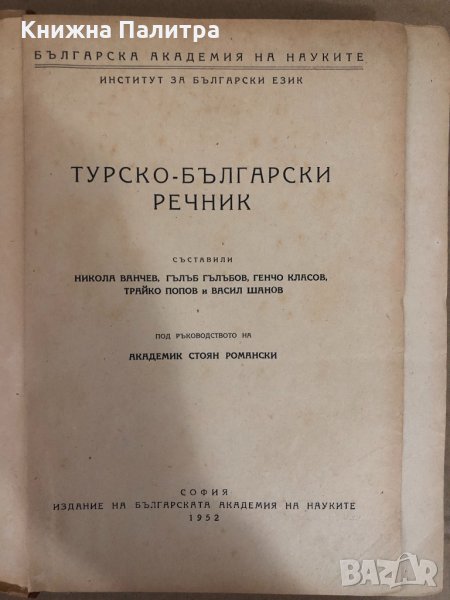 Книжна Палитра
БЪЛГАРСКА АКАДЕМИЯ НА НАУКИТЕ
ИНСТИТУТ ЗА БЪЛГАРСКИ ЕЗИК
ТУРСКО-БЪЛГАРСКИ
РЕЧНИК
СЪСТАВИЛИ
НИКОЛА ВАНЧЕВ, ГЪЛЪБ ГЪЛЪБОВ, ГЕНЧО КЛАСОВ,
ТРАЙКО ПОПОВ и ВАСИЛ ШАНОВ
ПОД РЪКОВОДСТВОТО НА
АКАДЕМИК СТОЯН РОМАНСКИ
СОФИЯ
ИЗДАНИЕ НА БЪЛГАРСКАТА АКАДЕМИЯ НА НАУКИТЕ
1952
BAZAR